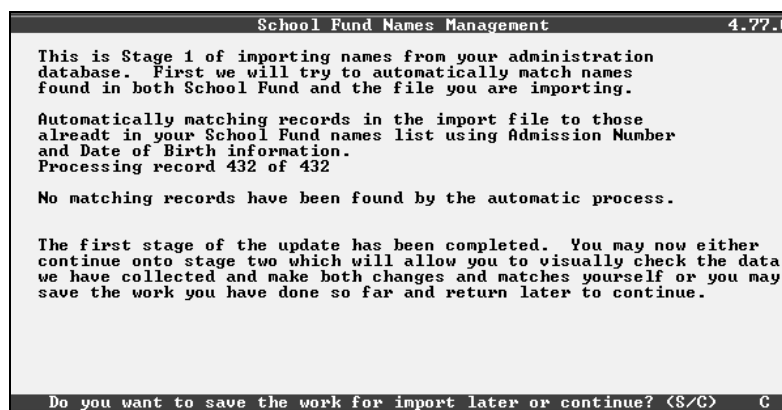 School Fund Names Management 4.77.
This is Stage 1 of importing names from your administration
database. First we will try to automatically match names
found in both School Fund and the file you are importing.
Automatically matching records in the import file to those
alreadt in your School Fund names list using Admission Number
and Date of Birth information.
Processing record 432 of 432
No matching records have been found by the automatic process.
The first stage of the update has been completed. You may now either
continue onto stage two which will allow you to visually check the data
we have collected and make both changes and matches yourself or you may
save the work you have done so far and return later to continue.
Do you want to save the work for import later or continue? (S/C) C